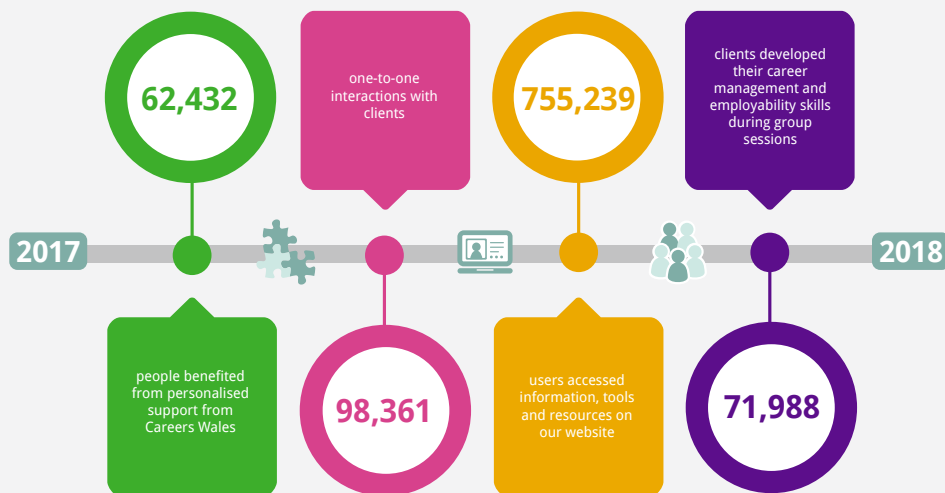 2017
62,432
people benefited
from personalised
support from
Careers Wales
one-to-one
interactions with
clients
98,361
755,239
users accessed
information, tools
and resources on
our website
clients developed
their career
management and
employability skills
during group
sessions
71,988
2018